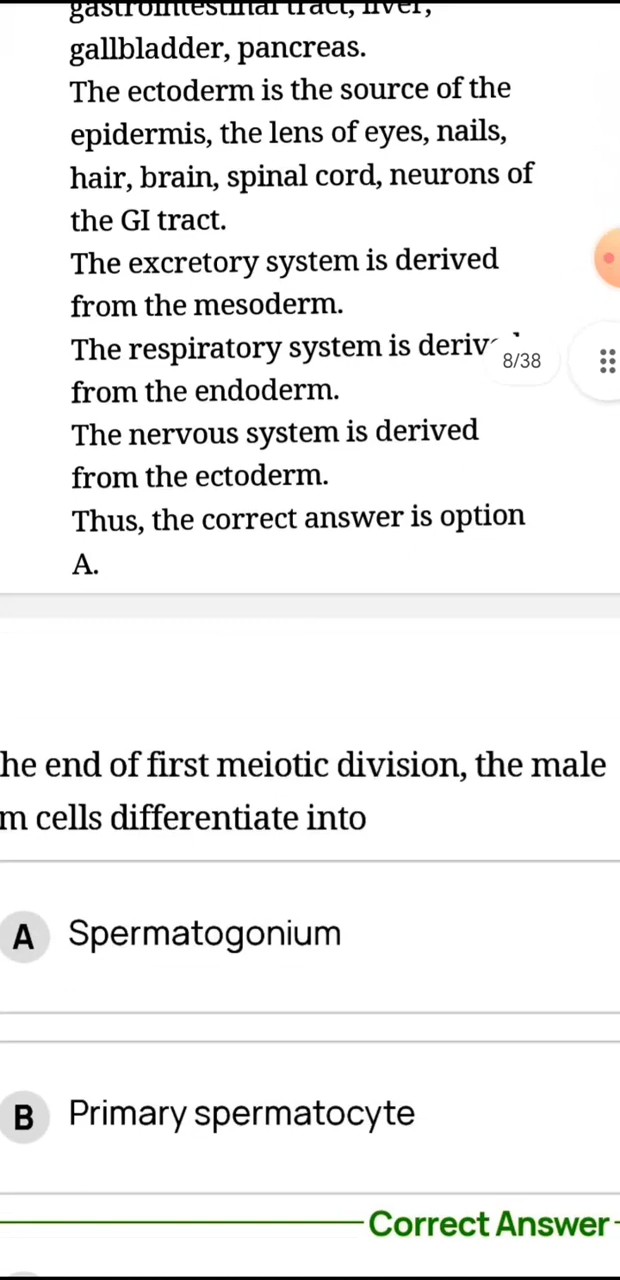 gastrointestinal tract, liver,
gallbladder, pancreas.
The ectoderm is the source of the
epidermis, the lens of eyes, nails,
hair, brain, spinal cord, neurons of
the GI tract.
The excretory system is derived
from the mesoderm.
The respiratory system is deriv
8/38
from the endoderm.
The nervous system is derived
from the ectoderm.
Thus, the correct answer is option
A.
he end of first meiotic division, the male
m cells differentiate into
A Spermatogonium
B Primary spermatocyte
Correct Answer